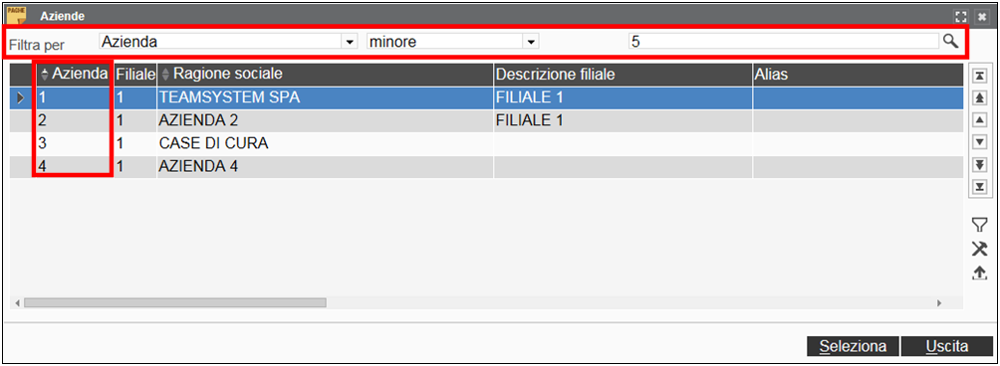 PAGHE Aziende
Filtra per Azienda minore 5
Azienda Filiale Ragione sociale Descrizione filiale Alias
1 1 TEAMSYSTEM SPA FILIALE 1
2 1 AZIENDA 2 FILIALE 1
3 1 CASE DI CURA
4 1 AZIENDA 4
Seleziona Uscita